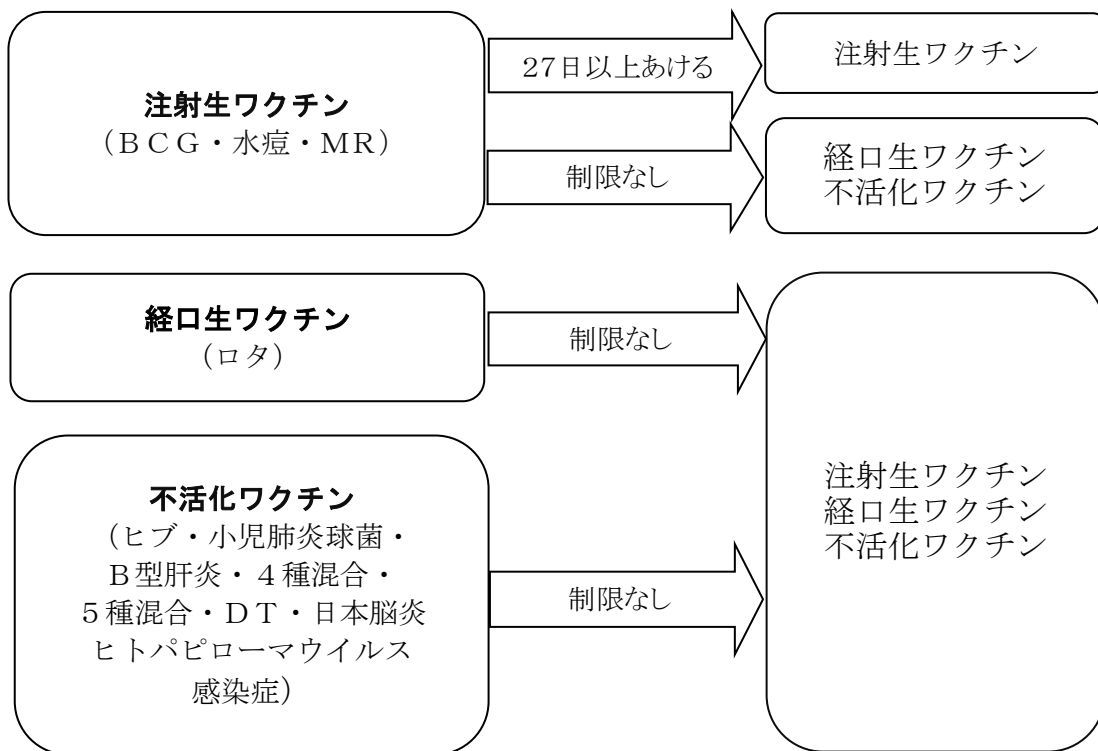 注射生ワクチン
（ＢＣＧ・水痘・ＭＲ）
27日以上あける
注射生ワクチン
制限なし
経口生ワクチン
不活化ワクチン
経口生ワクチン
（ロタ）
制限なし
不活化ワクチン
（ヒブ・小児肺炎球菌・
Ｂ型肝炎・４種混合・
５種混合・ＤＴ・日本脳炎
ヒトパピローマウイルス
感染症）
制限なし
注射生ワクチン
経口生ワクチン
不活化ワクチン